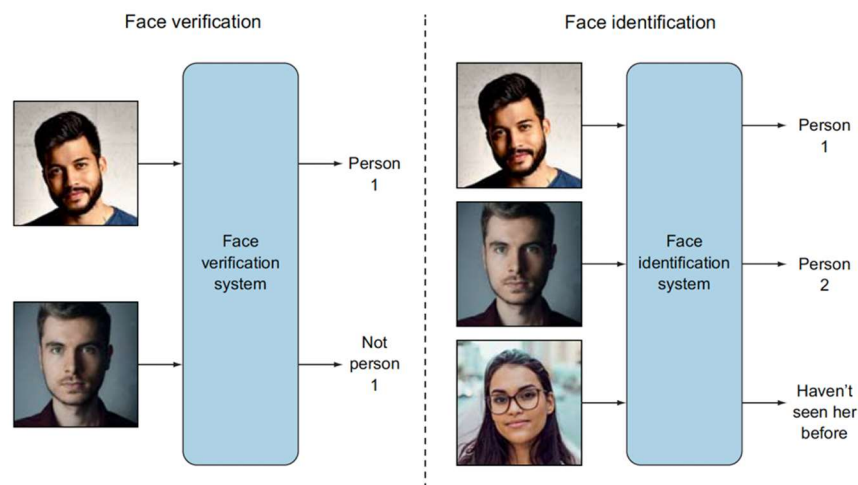 Face verification
Face
verification
system
Person
1
Not
person
1
Face identification
Face
identification
system
Person
1
Person
2
Haven't
seen her
before